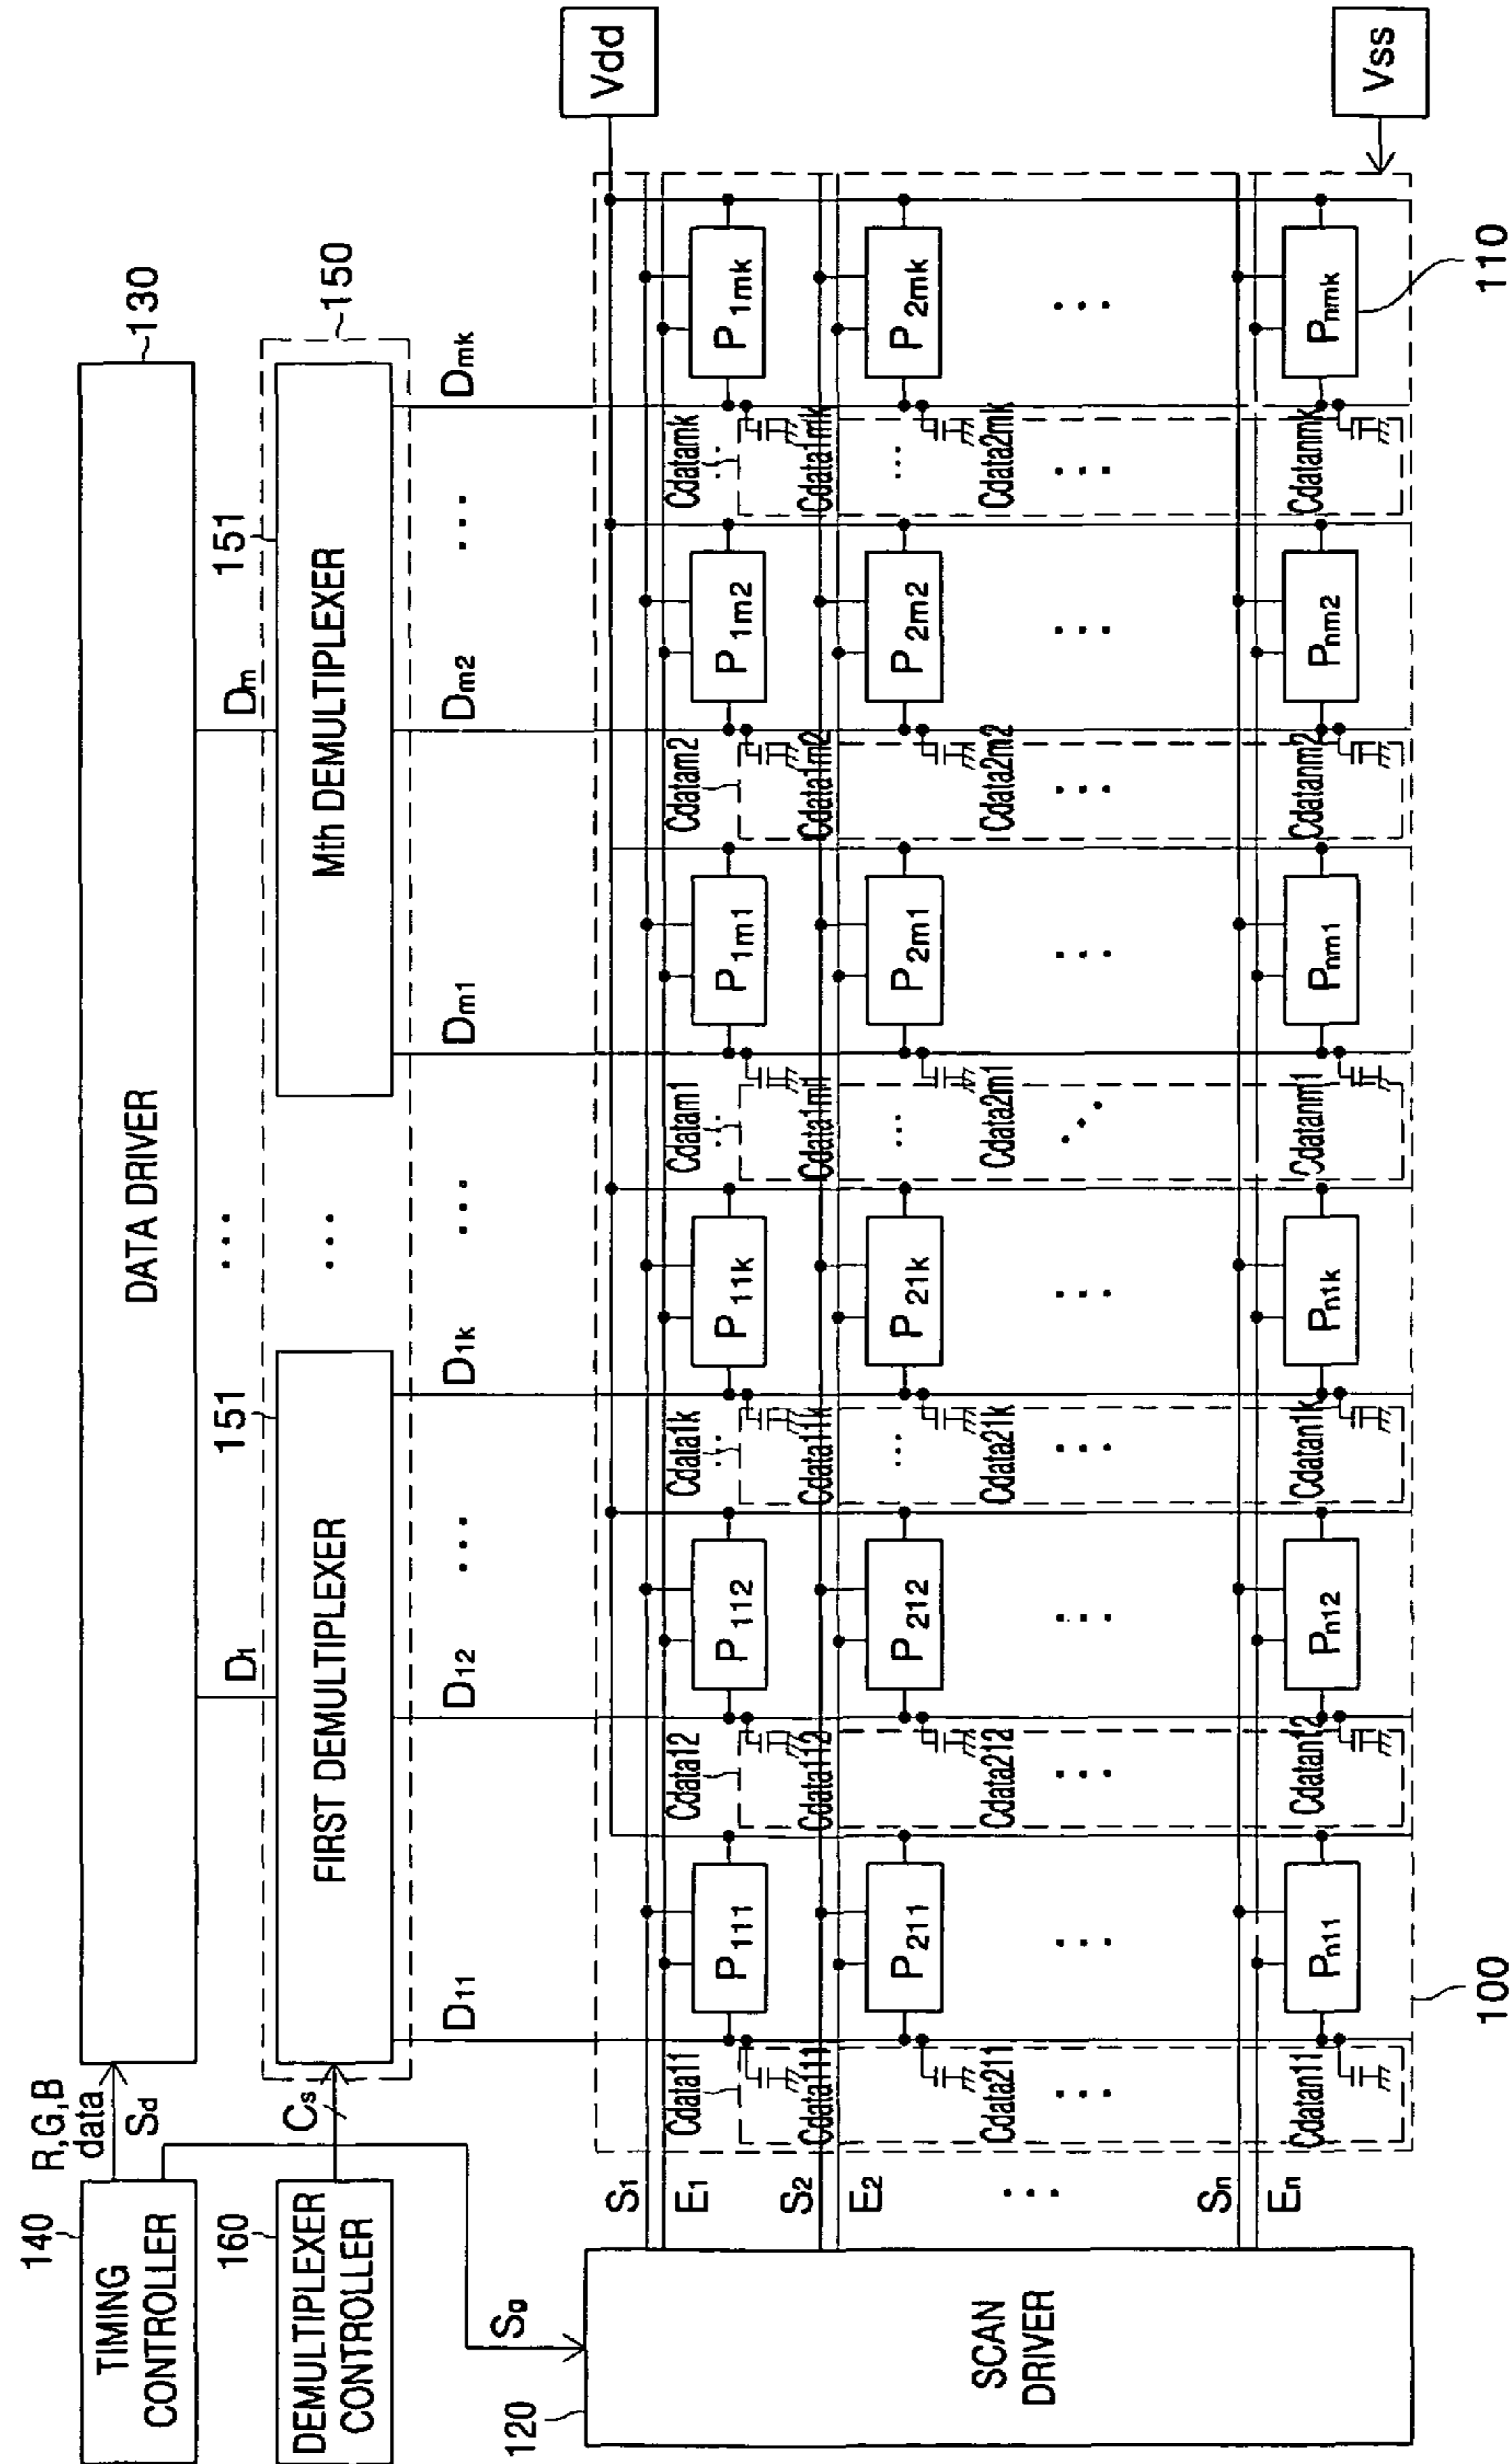 140
TIMING
CONTROLLER
R,G,B
data
Sd
DATA DRIVER
130
160
DEMULTIPLEXER
CONTROLLER
Cs
D1
...
Dm
151
FIRST DEMULTIPLEXER
...
151
Mth DEMULTIPLEXER
150
D11
D12
...
D1k
...
Dm1
Dm2
...
Dmk
Sg
120
SCAN
DRIVER
Vdd
S1
E1
Cdata11
P111
Cdata12
P112
Cdata1k
...
P11k
Cdatam1
...
P1m1
Cdatam2
P1m2
Cdatamk
...
P1mk
Cdata111
Cdata112
Cdata11k
Cdata1m1
Cdata1m2
Cdata1mk
S2
E2
P211
P212
...
P21k
...
P2m1
P2m2
...
P2mk
Cdata211
Cdata212
Cdata21k
Cdata2m1
Cdata2m2
Cdata2mk
...
... ... ... ... ... ... ... ... ... ... ... ...
Sn
En
Cdatan11
Pn11
Cdatan12
Pn12
Cdatan1k
Pn1k
Cdatanm1
Pnm1
Cdatanm2
Pnm2
Cdatanmk
Pnmk
Vss
100
110